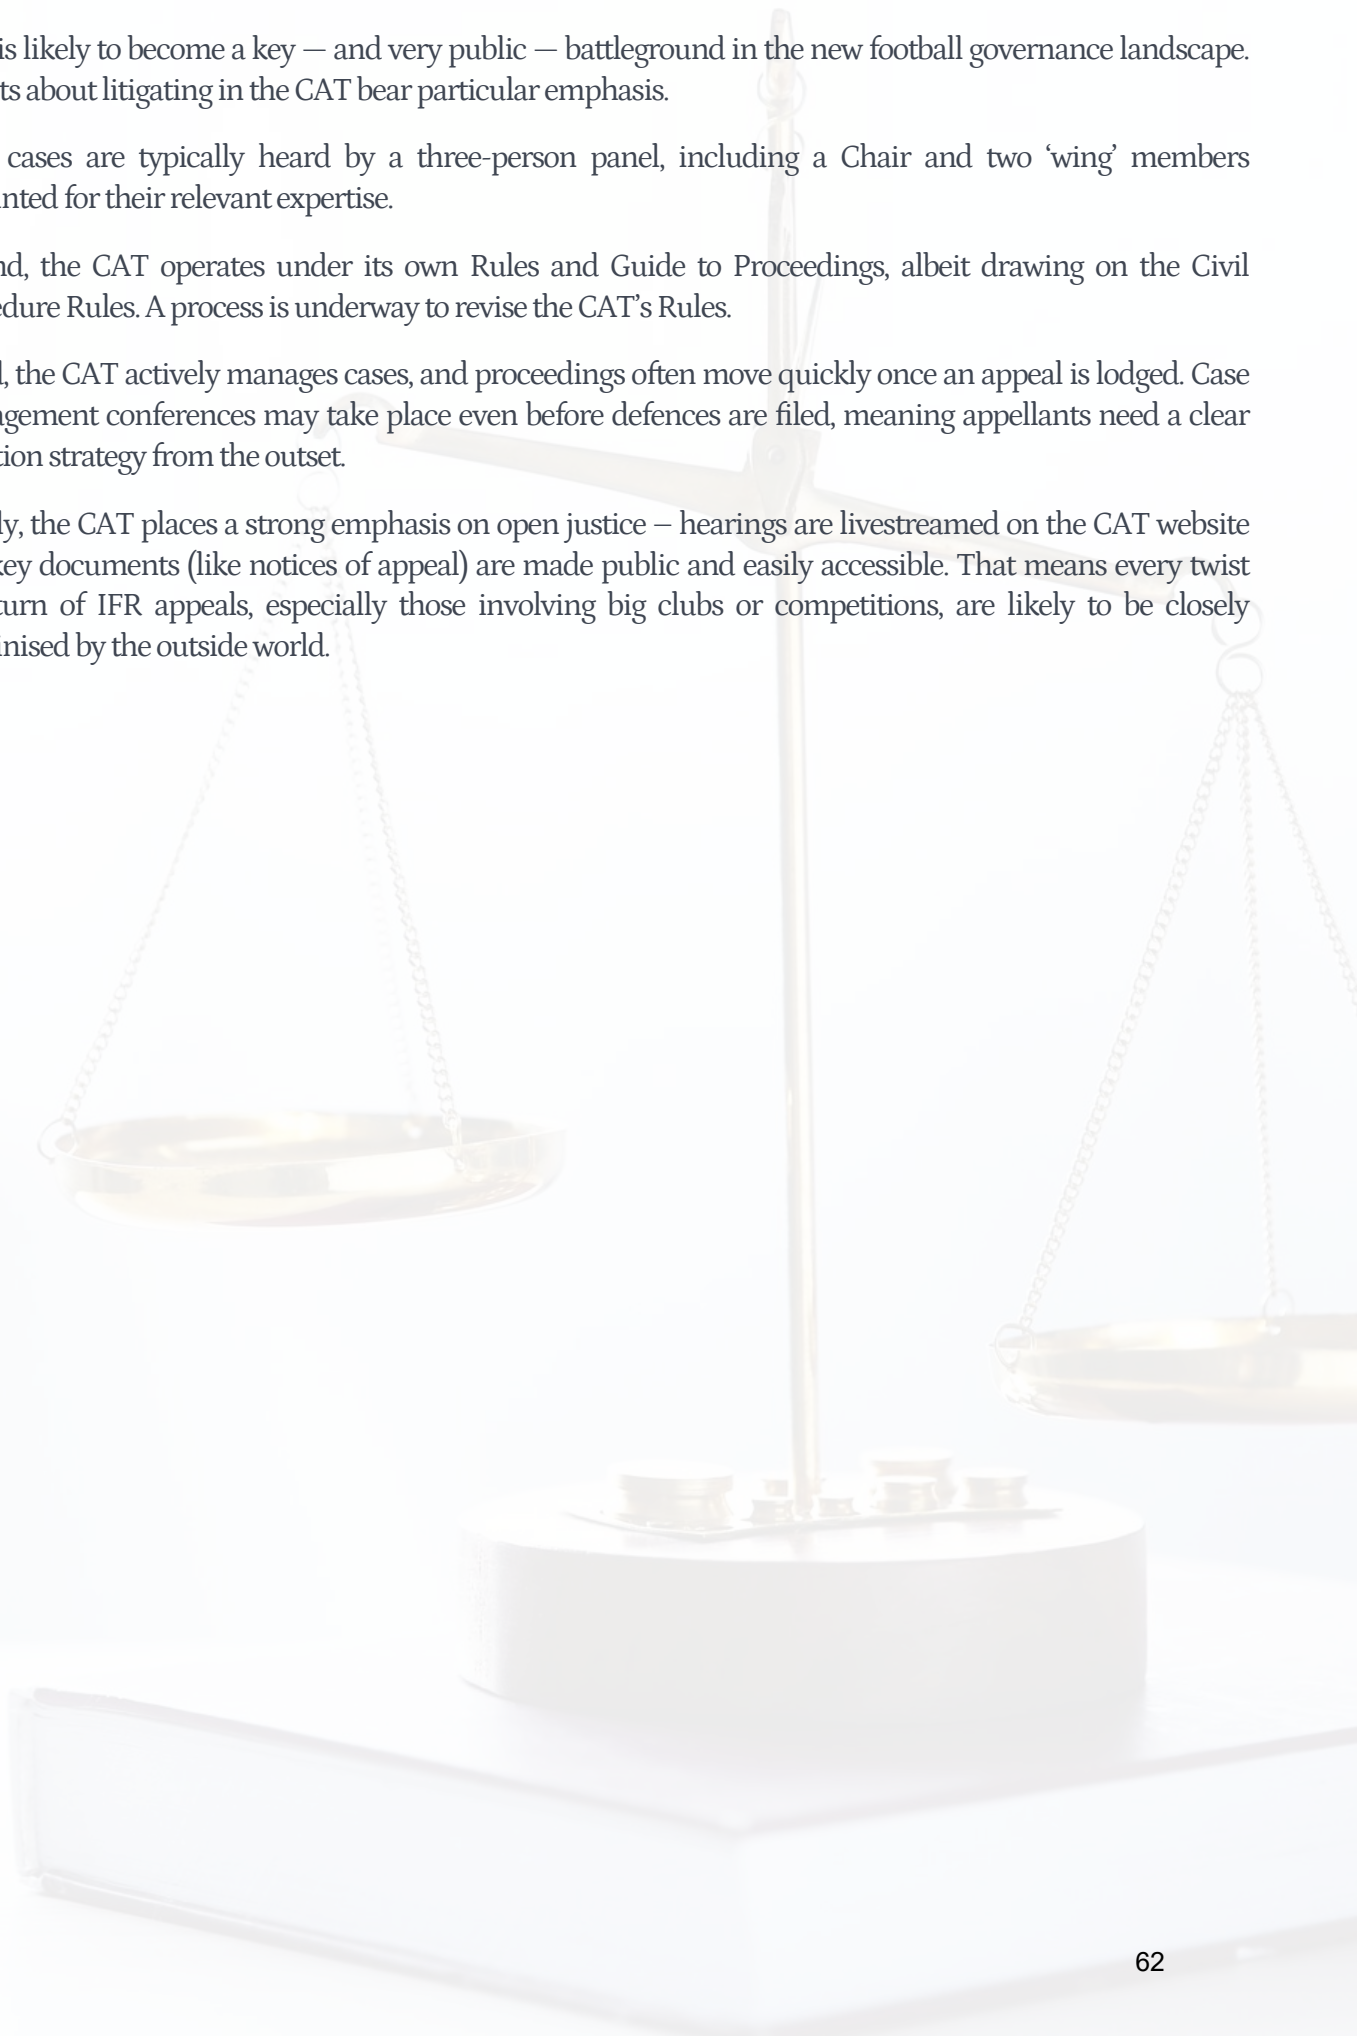 is likely to become a key — and very public — battleground in the new football governance landscape.
ts about litigating in the CAT bear particular emphasis.
cases are typically heard by a three-person panel, including a Chair and two ‘wing’ members
nted for their relevant expertise.
nd, the CAT operates under its own Rules and Guide to Proceedings, albeit drawing on the Civil
edure Rules. A process is underway to revise the CAT’s Rules.
l, the CAT actively manages cases, and proceedings often move quickly once an appeal is lodged. Case
agement conferences may take place even before defences are filed, meaning appellants need a clear
tion strategy from the outset.
ly, the CAT places a strong emphasis on open justice – hearings are livestreamed on the CAT website
key documents (like notices of appeal) are made public and easily accessible. That means every twist
turn of IFR appeals, especially those involving big clubs or competitions, are likely to be closely
inised by the outside world.
62